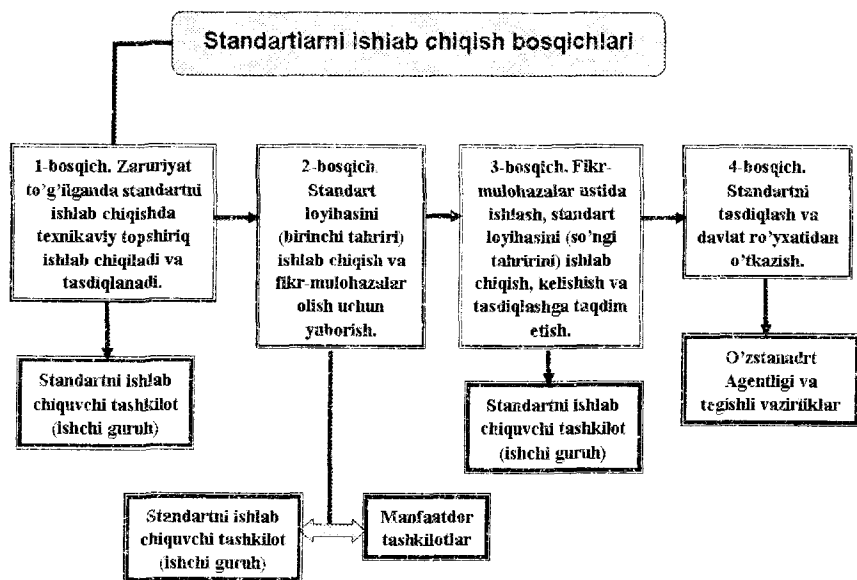 Standartlarni ishlab chiqish bosqichlari
1-bosqich. Zaruriyat
to'g'ilganda standartni
ishlab chiqishda
texnikaviy topshiriq
ishlab chiqiladi va
tasdiqlanadi.
2-bosqich.
Standart
loyihasini
(birinchi tahriri)
ishlab chiqish va
fikr-mulohazalar
olish uchun
yuborish.
3-bosqich. Fikr-
mulohazalar ustida
ishlash, standart
loyihasini (so'ngi
tahririni) ishlab
chiqish, kelishish va
tasdiqlashga taqdim
etish.
4-bosqich.
Standartni
tasdiqlash va
davlat ro'yxatidan
o'tkazish.
Standartni ishlab
chiquvchi tashkilot
(ishchi guruh)
Standartni ishlab
chiquvchi tashkilot
(ishchi guruh)
Manfaatdor
tashkilotlar
Standartni ishlab
chiquvchi tashkilot
(ishchi guruh)
O'zstanadrt
Agentligi va
tegishli vazirliklar